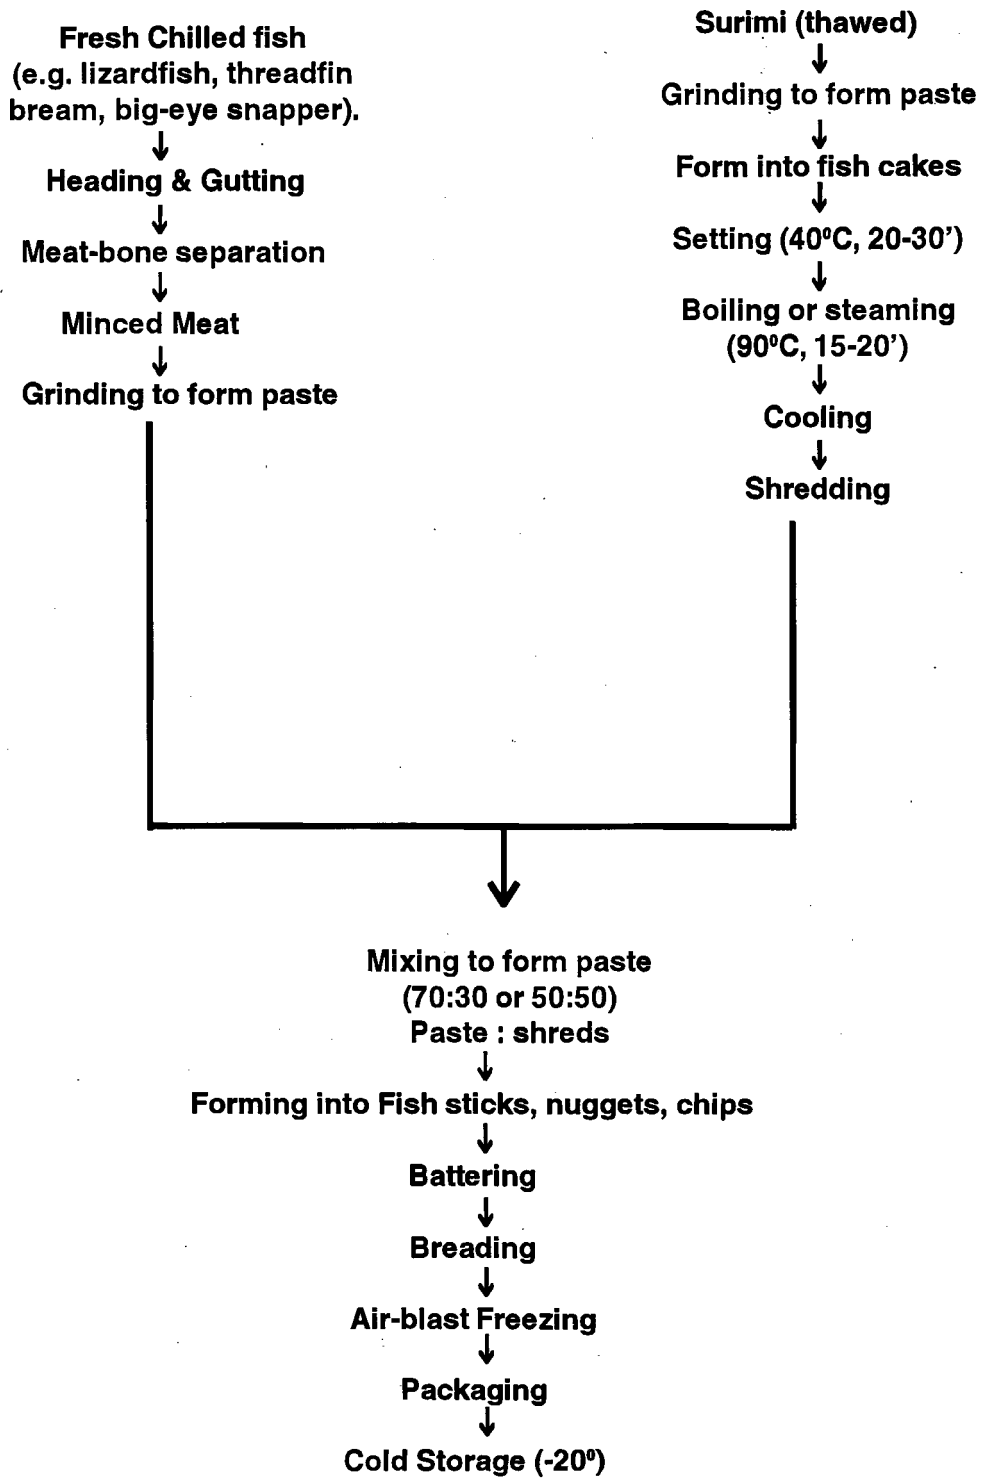 Fresh Chilled fish
(e.g. lizardfish, threadfin
bream, big-eye snapper).
Heading & Gutting
Meat-bone separation
Minced Meat
Grinding to form paste
Surimi (thawed)
Grinding to form paste
Form into fish cakes
Setting (40⁰C, 20-30’)
Boiling or steaming
(90⁰C, 15-20’)
Cooling
Shredding
Mixing to form paste
(70:30 or 50:50)
Paste : shreds
Forming into Fish sticks, nuggets, chips
Battering
Breading
Air-blast Freezing
Packaging
Cold Storage (-20⁰)